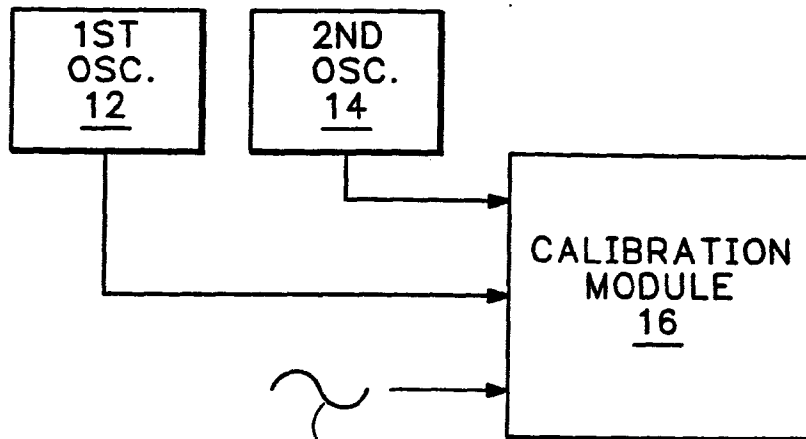 1ST
OSC.
12
2ND
OSC.
14
CALIBRATION
MODULE
16